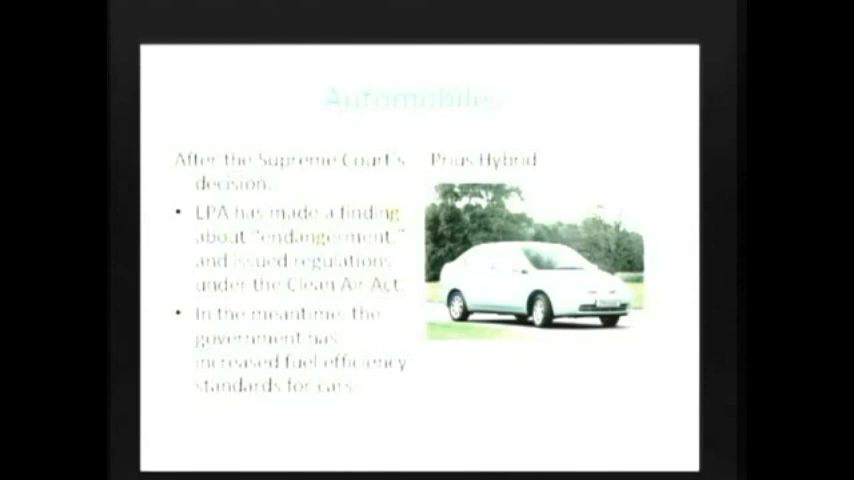 Automobiles
After the Supreme Court's
decision:
• EPA has made a finding
about "endangerment,"
and issued regulations
under the Clean Air Act.
• In the meantime, the
government has
increased fuel efficiency
standards for cars.
Prius Hybrid